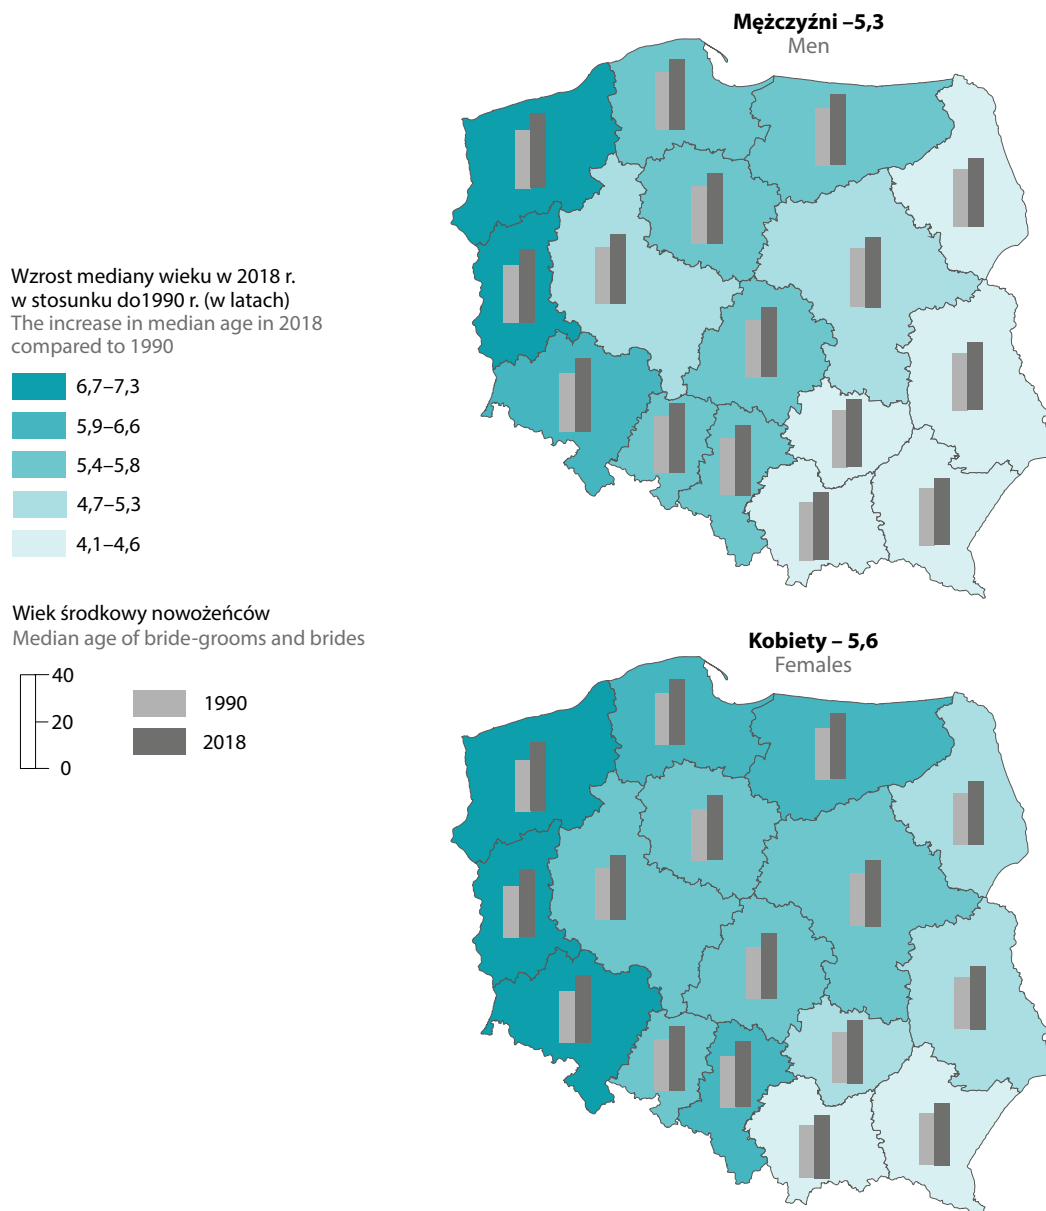 Mężczyźni –5,3
Men
Wzrost mediany wieku w 2018 r.
w stosunku do1990 r. (w latach)
The increase in median age in 2018
compared to 1990
6,7–7,3
5,9–6,6
5,4–5,8
4,7–5,3
4,1–4,6
Wiek środkowy nowożeńców
Median age of bride-grooms and brides
40
20
0
1990
2018
Kobiety – 5,6
Females